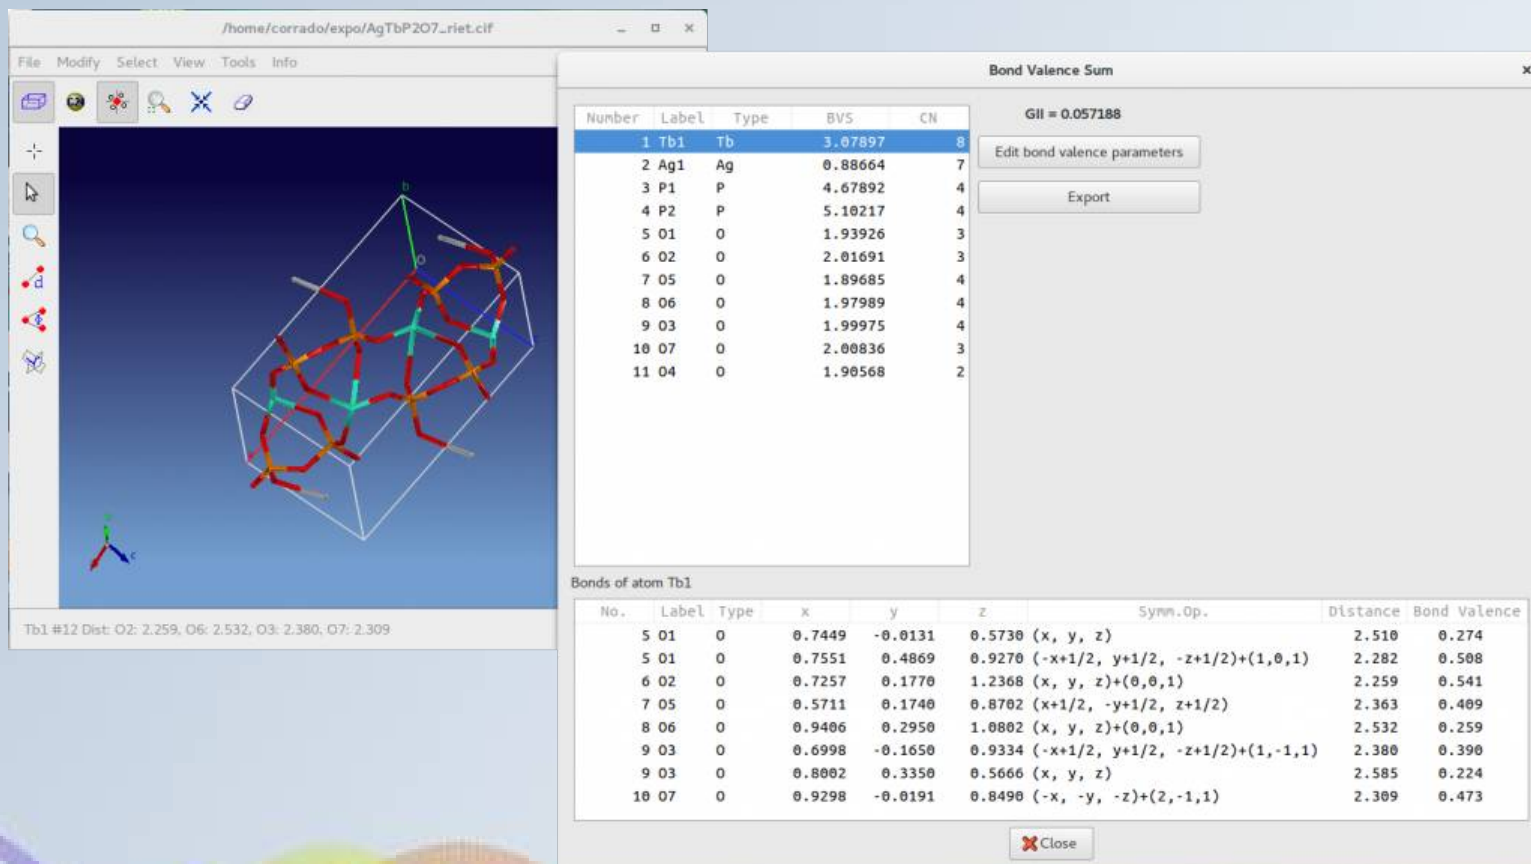 /home/corrado/expo/AgTbP2O7_riet.cif
File Modify Select View Tools Info
b
O
c
Tb1 #12 Dist: O2: 2.259, O6: 2.532, O3: 2.380, O7: 2.309
Bond Valence Sum
Number Label Type BVS CN
1 Tb1 Tb 3.07897 8
2 Ag1 Ag 0.88664 7
3 P1 P 4.67892 4
4 P2 P 5.10217 4
5 O1 O 1.93926 3
6 O2 O 2.01691 3
7 O5 O 1.89685 4
8 O6 O 1.97989 4
9 O3 O 1.99975 4
10 O7 O 2.00836 3
11 O4 O 1.90568 2
GII = 0.057188
Edit bond valence parameters
Export
Bonds of atom Tb1
No. Label Type x y z Symm.Op. Distance Bond Valence
5 O1 O 0.7449 -0.0131 0.5730 (x, y, z) 2.510 0.274
5 O1 O 0.7551 0.4869 0.9270 (-x+1/2, y+1/2, -z+1/2)+(1,0,1) 2.282 0.508
6 O2 O 0.7257 0.1770 1.2368 (x, y, z)+(0,0,1) 2.259 0.541
7 O5 O 0.5711 0.1740 0.8702 (x+1/2, -y+1/2, z+1/2) 2.363 0.409
8 O6 O 0.9406 0.2950 1.0802 (x, y, z)+(0,0,1) 2.532 0.259
9 O3 O 0.6998 -0.1650 0.9334 (-x+1/2, y+1/2, -z+1/2)+(1,-1,1) 2.380 0.390
9 O3 O 0.8002 0.3350 0.5666 (x, y, z) 2.585 0.224
10 O7 O 0.9298 -0.0191 0.8490 (-x, -y, -z)+(2,-1,1) 2.309 0.473
Close